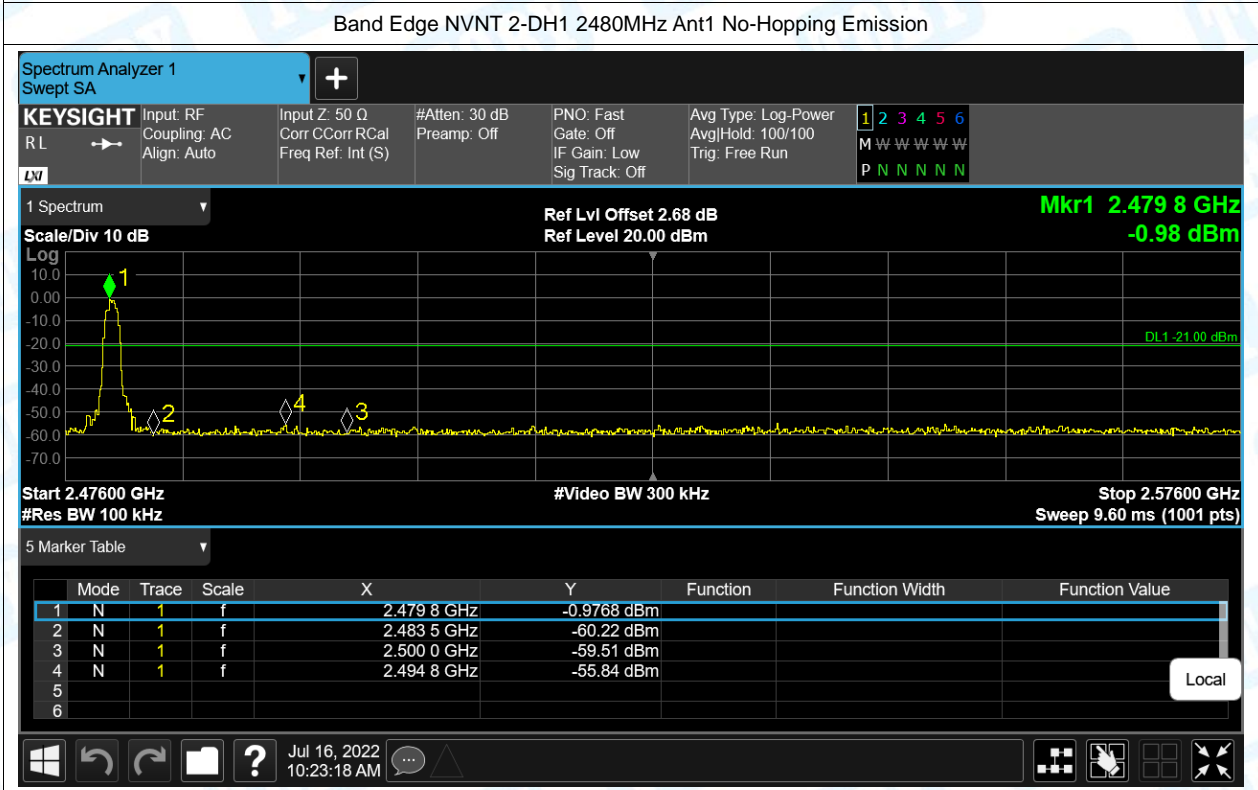 Band Edge NVNT 2-DH1 2480MHz Ant1 No-Hopping Emission
Spectrum Analyzer 1
Swept SA
KEYSIGHT
RL
LXI
Input: RF
Coupling: AC
Align: Auto
Input Z: 50 Ω
Corr CCorr RCal
Freq Ref: Int (S)
#Atten: 30 dB
Preamp: Off
PNO: Fast
Gate: Off
IF Gain: Low
Sig Track: Off
Avg Type: Log-Power
Avg|Hold: 100/100
Trig: Free Run
1 2 3 4 5 6
M W W W W W
P N N N N N
1 Spectrum
Scale/Div 10 dB
Ref Lvl Offset 2.68 dB
Ref Level 20.00 dBm
Mkr1 2.479 8 GHz
-0.98 dBm
Log
10.0
0.00
-10.0
-20.0
-30.0
-40.0
-50.0
-60.0
-70.0
1
2
4
3
DL1 -21.00 dBm
Start 2.47600 GHz
#Video BW 300 kHz
Stop 2.57600 GHz
#Res BW 100 kHz
Sweep 9.60 ms (1001 pts)
5 Marker Table
Mode Trace Scale X Y Function Function Width Function Value
1 N 1 f 2.479 8 GHz -0.9768 dBm
2 N 1 f 2.483 5 GHz -60.22 dBm
3 N 1 f 2.500 0 GHz -59.51 dBm
4 N 1 f 2.494 8 GHz -55.84 dBm
5
6
Local
?
Jul 16, 2022
10:23:18 AM